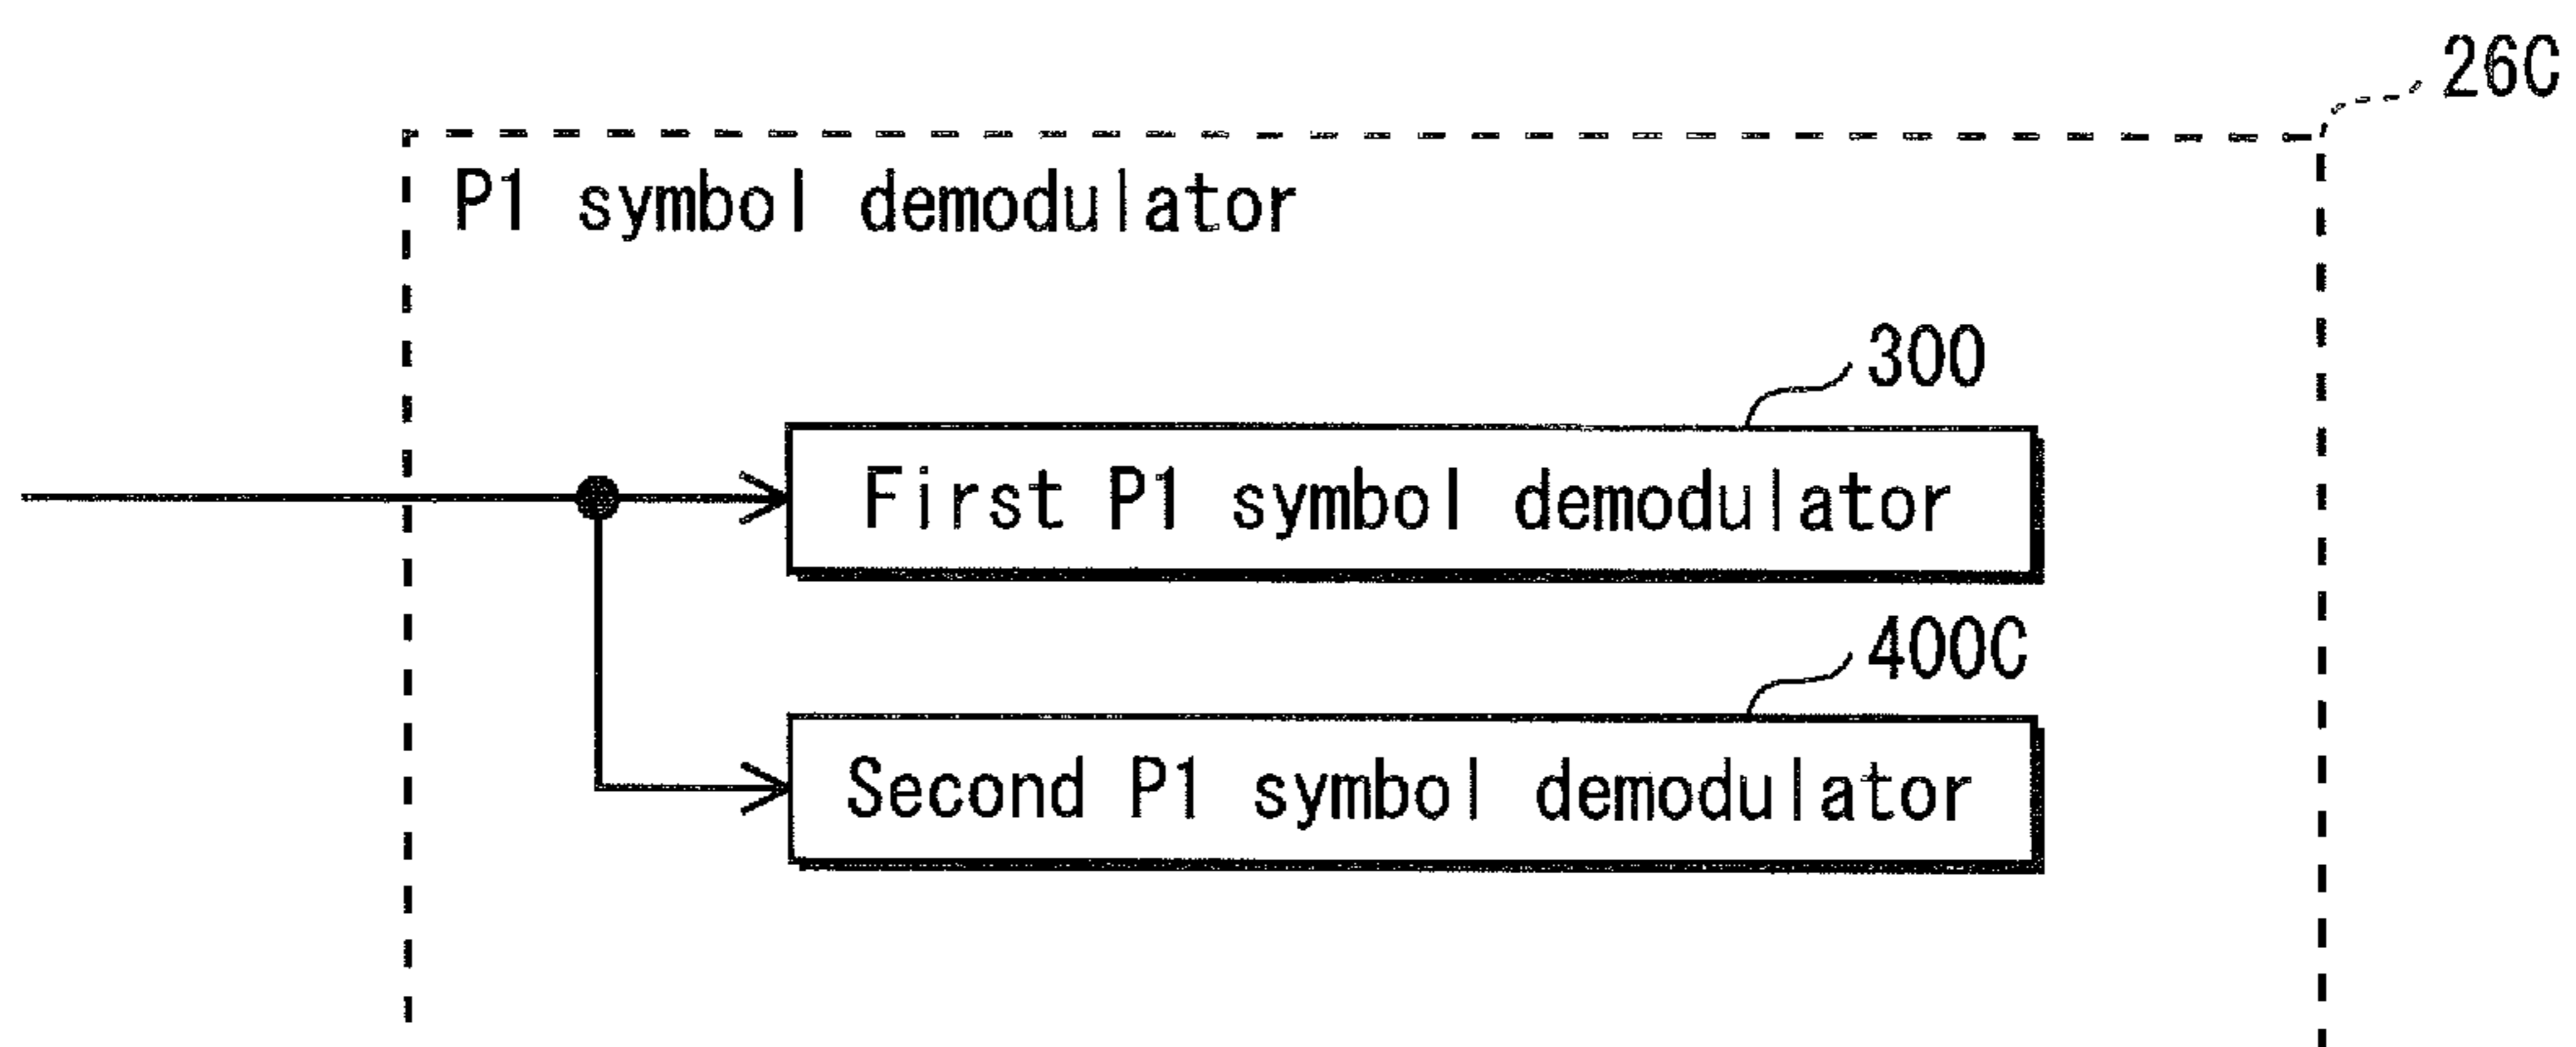 26C
P1 symbol demodulator
300
First P1 symbol demodulator
400C
Second P1 symbol demodulator